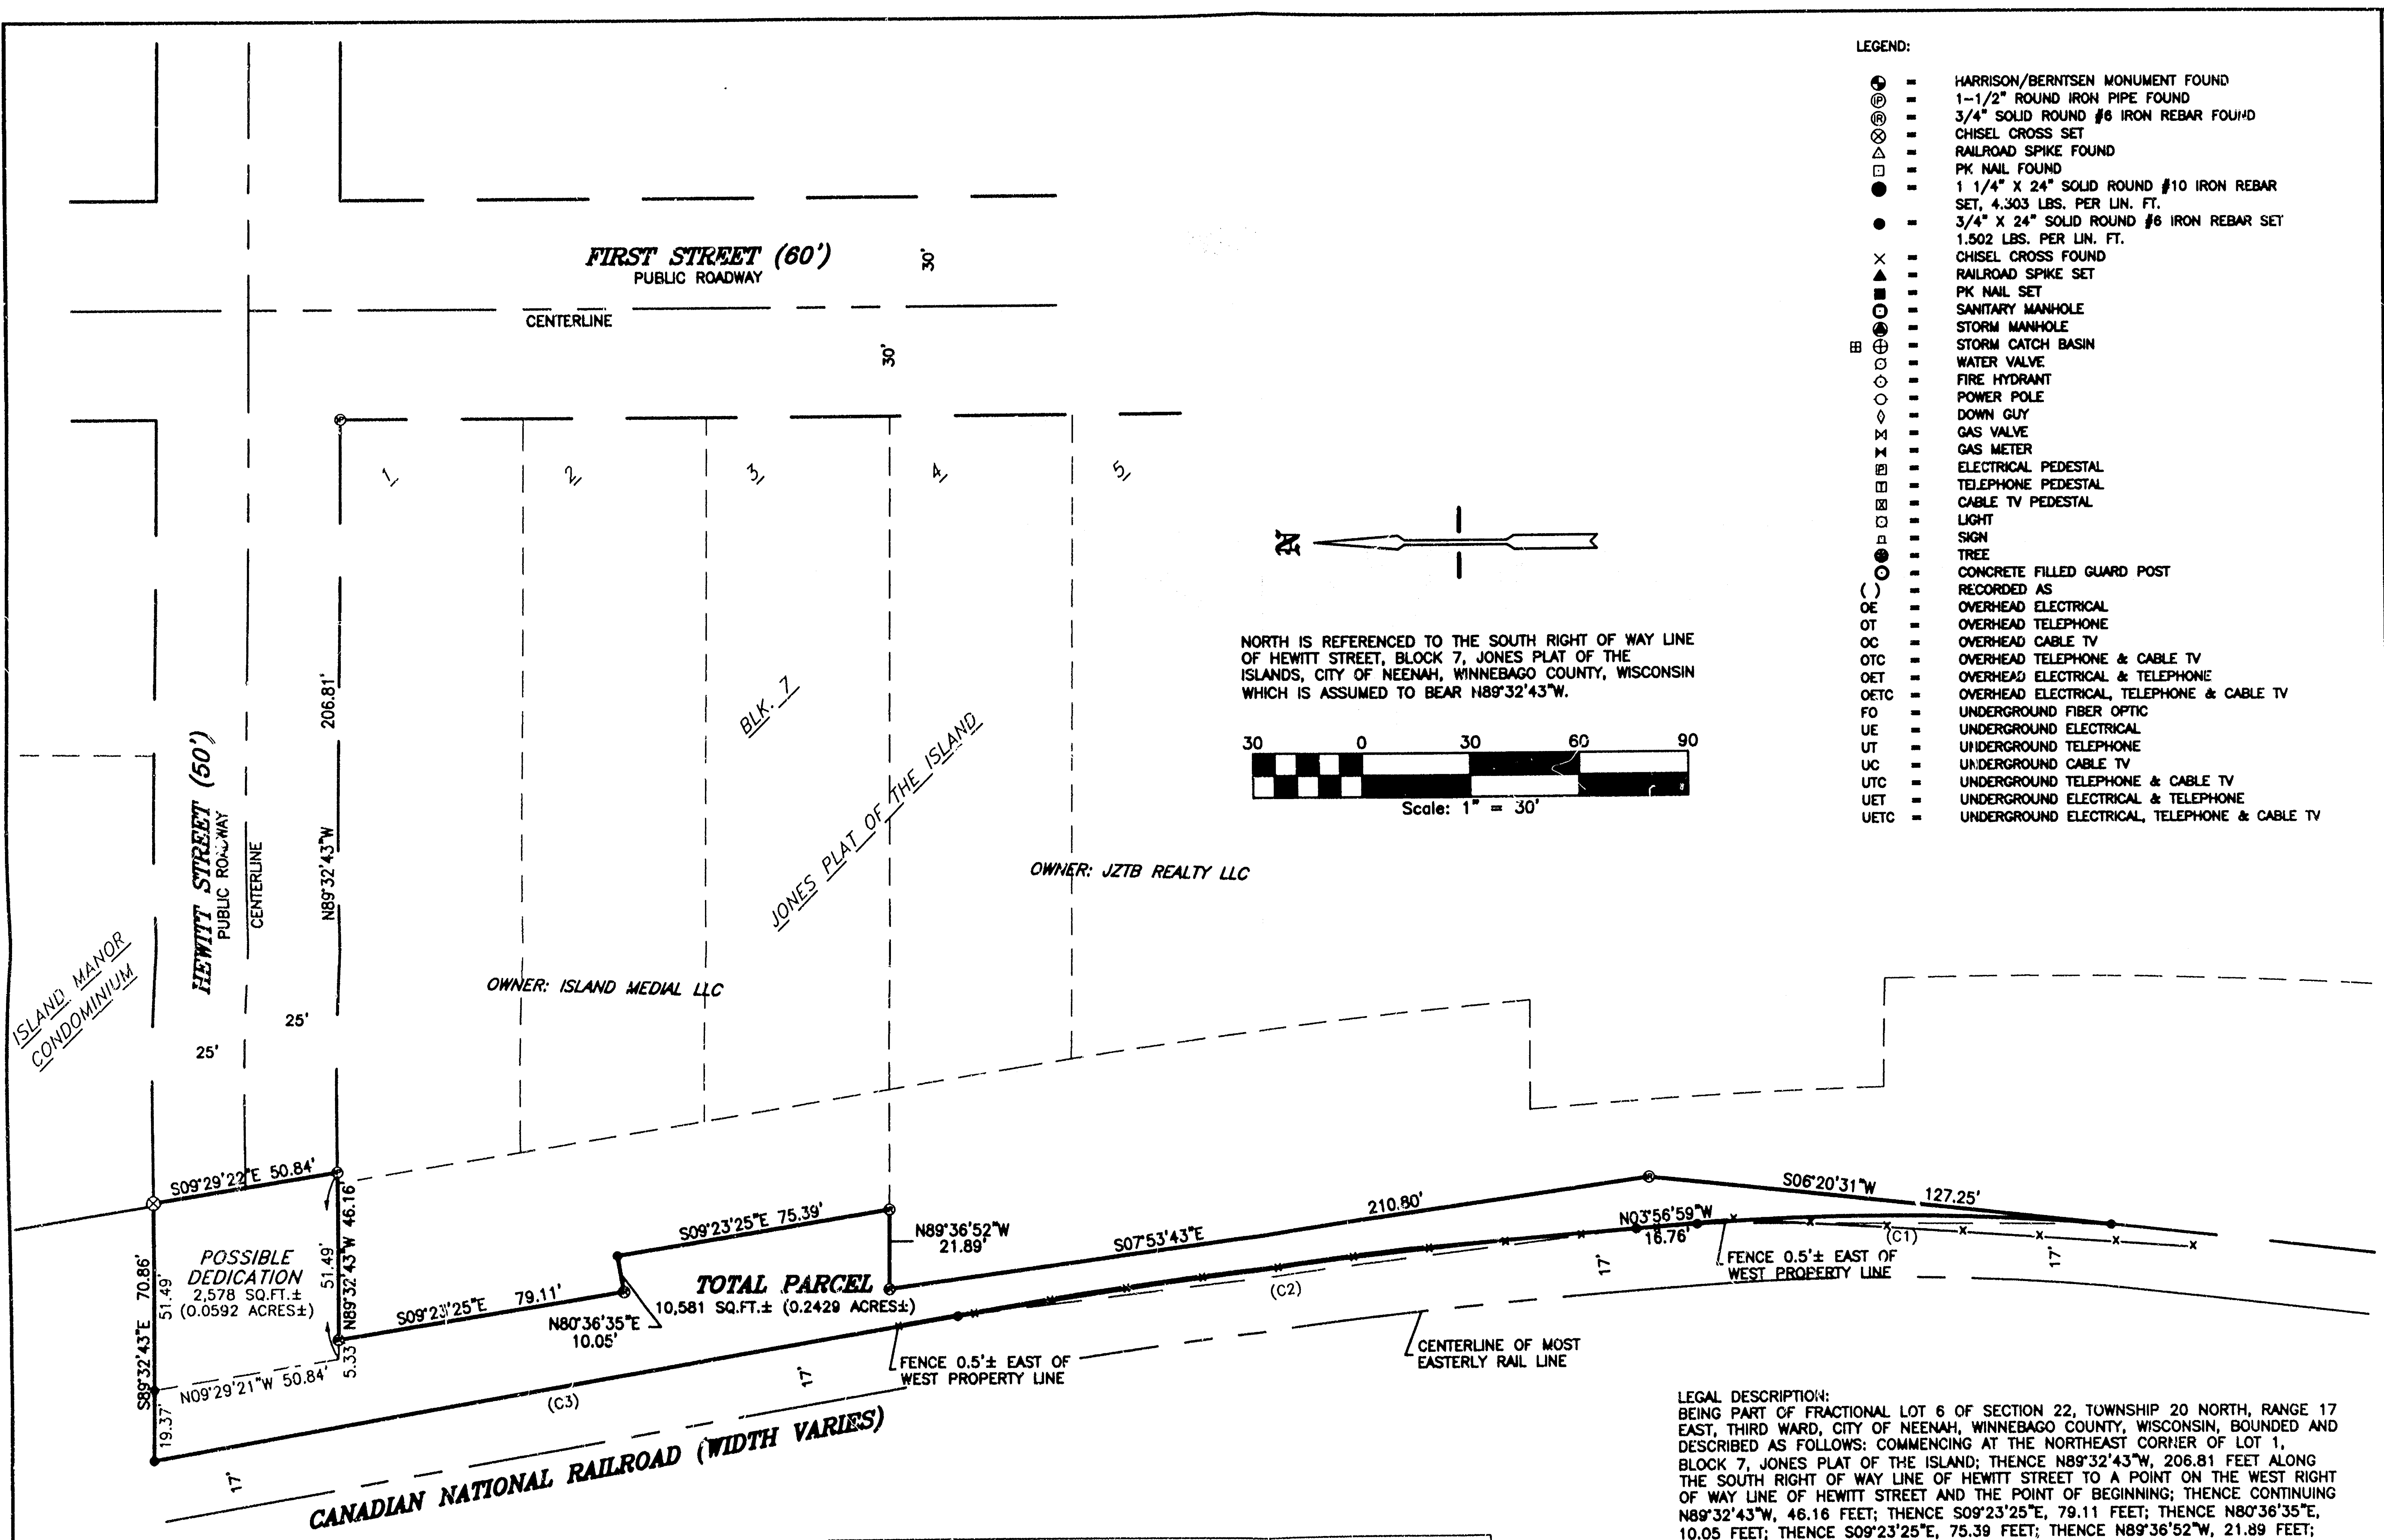 LEGEND:
= HARRISON/BERNTSEN MONUMENT FOUND
IP = 1-1/2" ROUND IRON PIPE FOUND
IR = 3/4" SOLID ROUND #6 IRON REBAR FOUND
= CHISEL CROSS SET
= RAILROAD SPIKE FOUND
= PK NAIL FOUND
= 1 1/4" X 24" SOLID ROUND #10 IRON REBAR
SET, 4.303 LBS. PER LIN. FT.
= 3/4" X 24" SOLID ROUND #6 IRON REBAR SET
1.502 LBS. PER LIN. FT.
= CHISEL CROSS FOUND
= RAILROAD SPIKE SET
= PK NAIL SET
= SANITARY MANHOLE
= STORM MANHOLE
= STORM CATCH BASIN
= WATER VALVE
= FIRE HYDRANT
= POWER POLE
= DOWN GUY
= GAS VALVE
= GAS METER
P = ELECTRICAL PEDESTAL
T = TELEPHONE PEDESTAL
X = CABLE TV PEDESTAL
= LIGHT
= SIGN
= TREE
= CONCRETE FILLED GUARD POST
( ) = RECORDED AS
OE = OVERHEAD ELECTRICAL
OT = OVERHEAD TELEPHONE
OC = OVERHEAD CABLE TV
OTC = OVERHEAD TELEPHONE & CABLE TV
OET = OVERHEAD ELECTRICAL & TELEPHONE
OETC = OVERHEAD ELECTRICAL, TELEPHONE & CABLE TV
FO = UNDERGROUND FIBER OPTIC
UE = UNDERGROUND ELECTRICAL
UT = UNDERGROUND TELEPHONE
UC = UNDERGROUND CABLE TV
UTC = UNDERGROUND TELEPHONE & CABLE TV
UET = UNDERGROUND ELECTRICAL & TELEPHONE
UETC = UNDERGROUND ELECTRICAL, TELEPHONE & CABLE TV
FIRST STREET (60')
PUBLIC ROADWAY
30'
CENTERLINE
30'
1
2
3
4
5
N
NORTH IS REFERENCED TO THE SOUTH RIGHT OF WAY LINE
OF HEWITT STREET, BLOCK 7, JONES PLAT OF THE
ISLANDS, CITY OF NEENAH, WINNEBAGO COUNTY, WISCONSIN
WHICH IS ASSUMED TO BEAR N89°32'43"W.
30 0 30 60 90
Scale: 1" = 30'
BLK. 7
JONES PLAT OF THE ISLAND
OWNER: JZTB REALTY LLC
OWNER: ISLAND MEDIAL LLC
HEWITT STREET (50')
PUBLIC ROADWAY
CENTERLINE
N89°32'43"W 206.81'
ISLAND MANOR
CONDOMINIUM
25'
25'
S09°29'22"E 50.84'
POSSIBLE
DEDICATION
2,578 SQ.FT.±
(0.0592 ACRES±)
S89°32'43"E 70.86'
51.49'
19.37'
51.49'
N89°32'43"W 46.16'
5.33'
N09°29'21"W 50.84'
S09°23'25"E 79.11'
N80°36'35"E
10.05'
S09°23'25"E 75.39'
N89°36'52"W
21.89'
TOTAL PARCEL
10,581 SQ.FT.± (0.2429 ACRES±)
S07°53'43"E 210.80'
S06°20'31"W 127.25'
N03°56'59"W
16.76'
(C1)
(C2)
(C3)
17'
17'
17'
17'
FENCE 0.5'± EAST OF
WEST PROPERTY LINE
FENCE 0.5'± EAST OF
WEST PROPERTY LINE
CENTERLINE OF MOST
EASTERLY RAIL LINE
CANADIAN NATIONAL RAILROAD (WIDTH VARIES)
LEGAL DESCRIPTION:
BEING PART OF FRACTIONAL LOT 6 OF SECTION 22, TOWNSHIP 20 NORTH, RANGE 17
EAST, THIRD WARD, CITY OF NEENAH, WINNEBAGO COUNTY, WISCONSIN, BOUNDED AND
DESCRIBED AS FOLLOWS: COMMENCING AT THE NORTHEAST CORNER OF LOT 1,
BLOCK 7, JONES PLAT OF THE ISLAND; THENCE N89°32'43"W, 206.81 FEET ALONG
THE SOUTH RIGHT OF WAY LINE OF HEWITT STREET TO A POINT ON THE WEST RIGHT
OF WAY LINE OF HEWITT STREET AND THE POINT OF BEGINNING; THENCE CONTINUING
N89°32'43"W, 46.16 FEET; THENCE S09°23'25"E, 79.11 FEET; THENCE N80°36'35"E,
10.05 FEET; THENCE S09°23'25"E, 75.39 FEET; THENCE N89°36'52"W, 21.89 FEET;